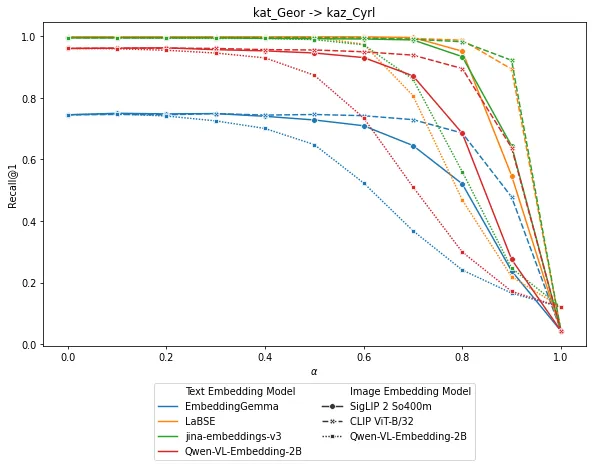 kat_Geor -> kaz_Cyrl
Recall@1
1.0
0.8
0.6
0.4
0.2
0.0
0.0 0.2 0.4 0.6 0.8 1.0
α
Text Embedding Model
EmbeddingGemma
LaBSE
jina-embeddings-v3
Qwen-VL-Embedding-2B
Image Embedding Model
SigLIP 2 So400m
CLIP ViT-B/32
Qwen-VL-Embedding-2B